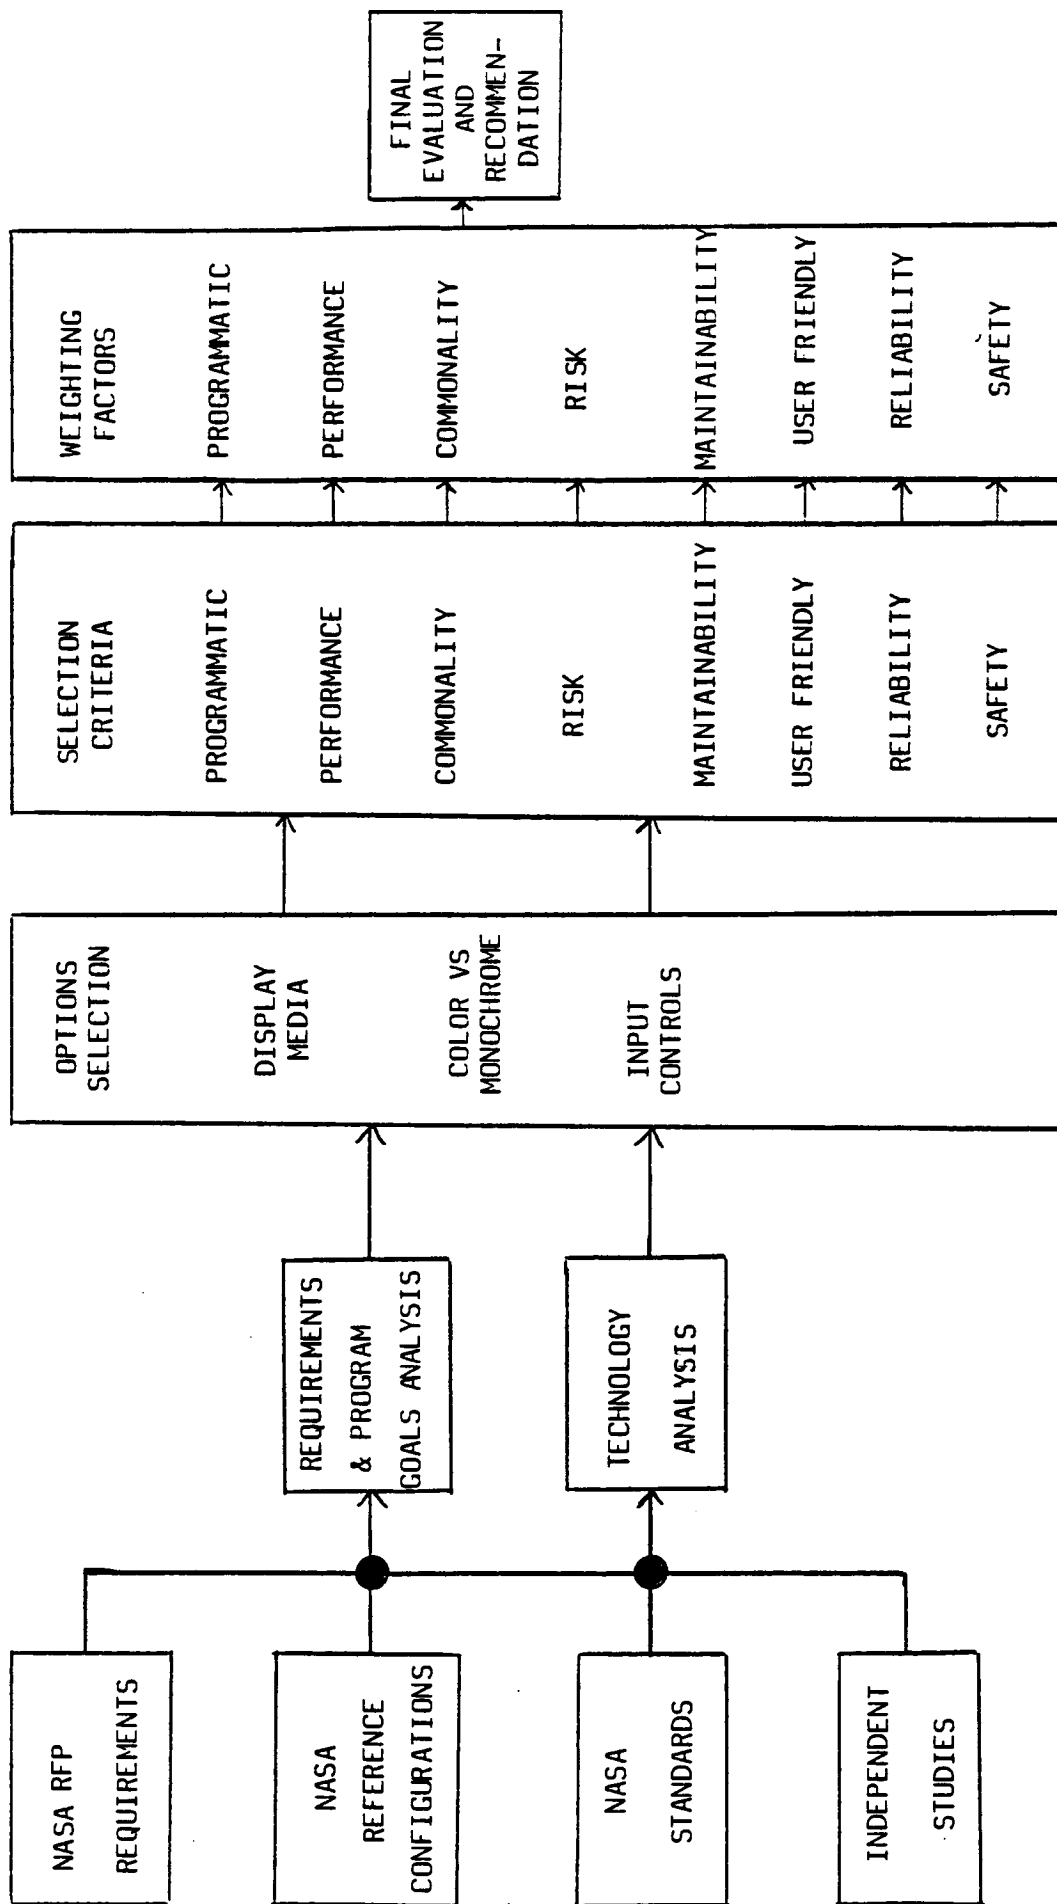 NASA RFP
REQUIREMENTS
NASA
REFERENCE
CONFIGURATIONS
NASA
STANDARDS
INDEPENDENT
STUDIES
REQUIREMENTS
& PROGRAM
GOALS ANALYSIS
TECHNOLOGY
ANALYSIS
OPTIONS
SELECTION
DISPLAY
MEDIA
COLOR VS
MONOCHROME
INPUT
CONTROLS
SELECTION
CRITERIA
PROGRAMMATIC
PERFORMANCE
COMMONALITY
RISK
MAINTAINABILITY
USER FRIENDLY
RELIABILITY
SAFETY
WEIGHTING
FACTORS
PROGRAMMATIC
PERFORMANCE
COMMONALITY
RISK
MAINTAINABILITY
USER FRIENDLY
RELIABILITY
SAFETY
FINAL
EVALUATION
AND
RECOMMEN-
DATION